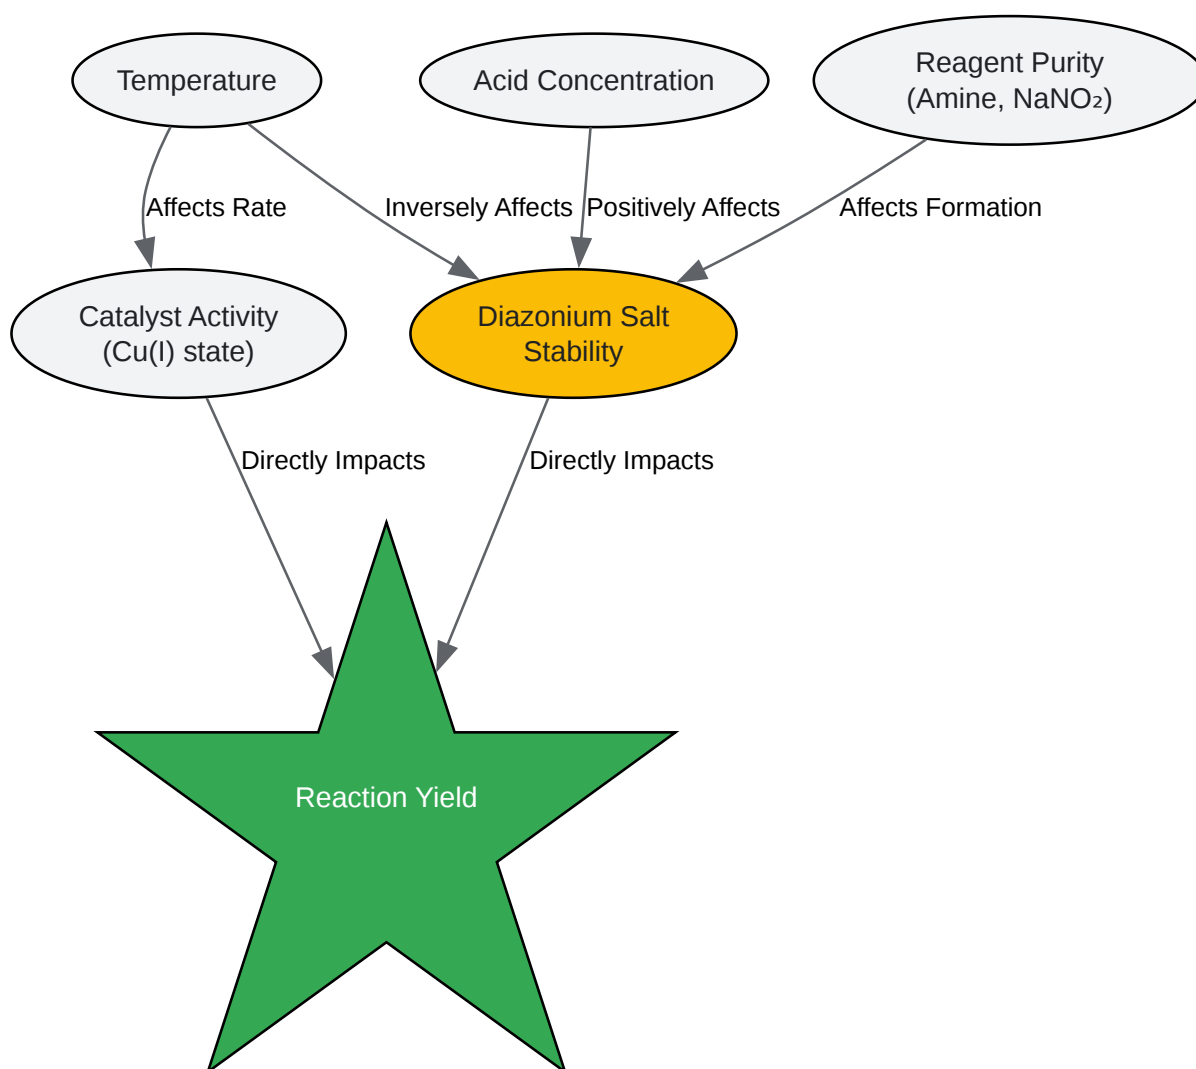 Temperature
Acid Concentration
Reagent Purity
(Amine, NaNO₂)
Affects Rate
Inversely Affects
Positively Affects
Affects Formation
Catalyst Activity
(Cu(I) state)
Diazonium Salt
Stability
Directly Impacts
Directly Impacts
Reaction Yield